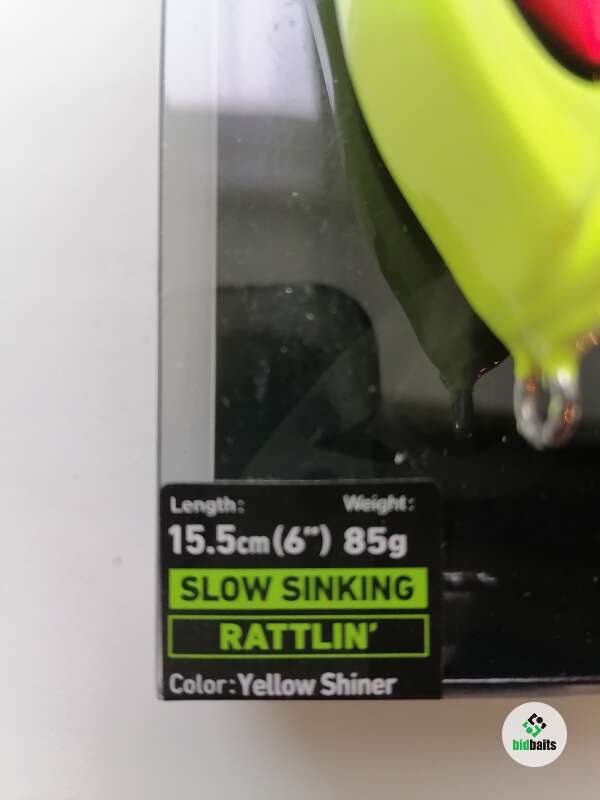 Length: Weight:
15.5cm(6") 85g
SLOW SINKING
RATTLIN'
Color:Yellow Shiner
bidbaits